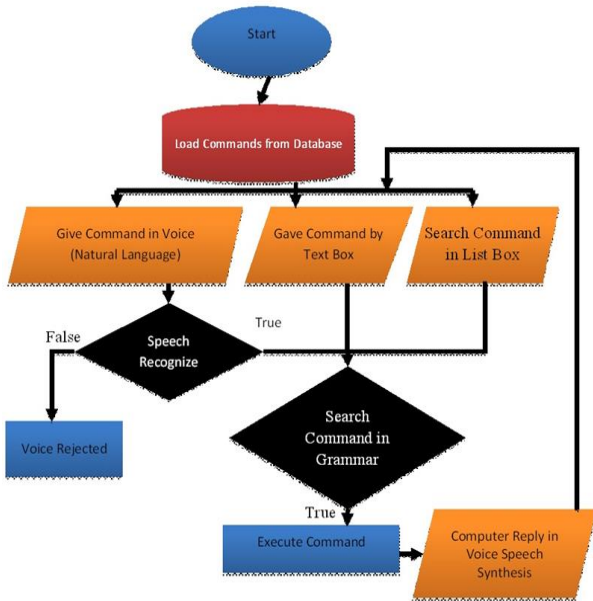 Start
Load Commands from Database
Give Command in Voice
(Natural Language)
Gave Command by
Text Box
Search Command
in List Box
False
Speech
Recognize
True
Voice Rejected
Search
Command in
Grammar
True
Execute Command
Computer Reply in
Voice Speech
Synthesis